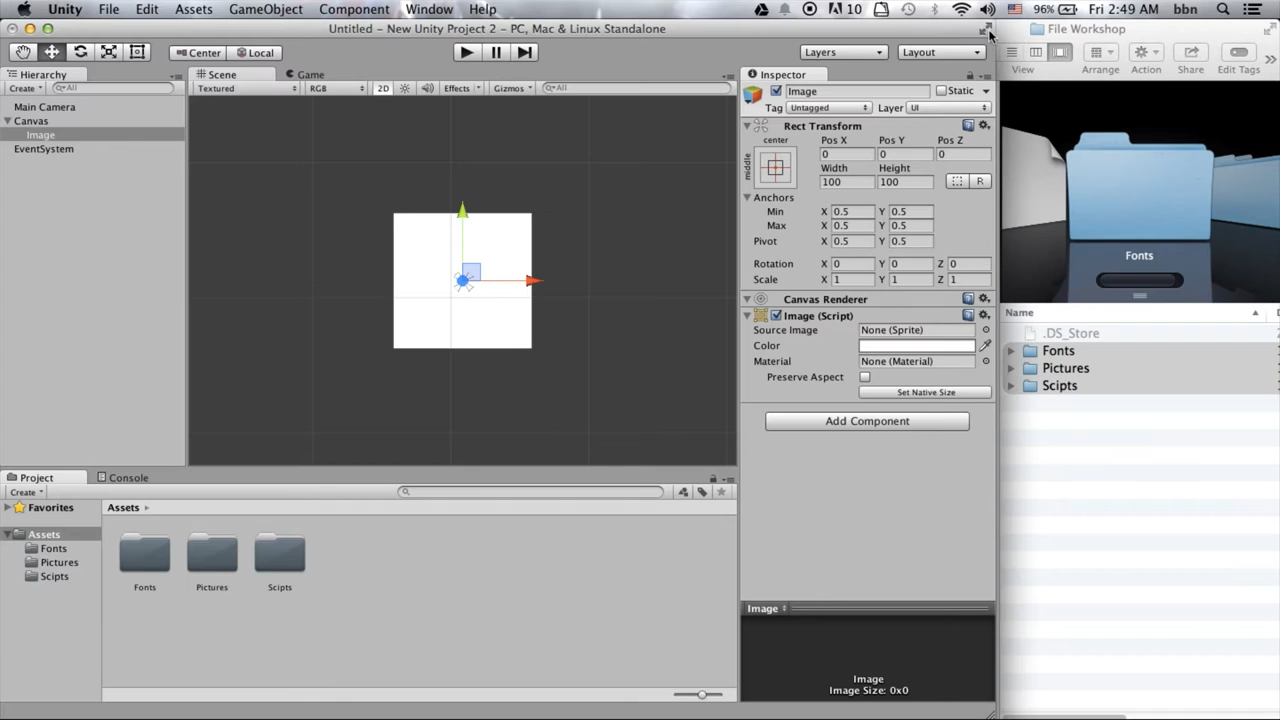 Unity File Edit Assets GameObject Component Window Help 10 96% Fri 2:49 AM bbn
Untitled - New Unity Project 2 - PC, Mac & Linux Standalone
File Workshop
Center Local Layers Layout
View Arrange Action Share Edit Tags
Hierarchy Scene Game Inspector
Create All Textured RGB 2D Effects Gizmos All
Image Static
Tag Untagged Layer UI
Main Camera
Canvas
Image
EventSystem
Rect Transform
center Pos X Pos Y Pos Z
middle 0 0 0
Width Height
100 100 R
Anchors
Min X 0.5 Y 0.5
Max X 0.5 Y 0.5
Pivot X 0.5 Y 0.5
Rotation X 0 Y 0 Z 0
Scale X 1 Y 1 Z 1
Canvas Renderer
Image (Script)
Source Image None (Sprite)
Color
Material None (Material)
Preserve Aspect
Set Native Size
Add Component
Fonts
Name
.DS_Store
Fonts
Pictures
Scipts
Project Console
Create
Favorites Assets
Assets
Fonts
Pictures
Scipts
Fonts Pictures Scipts
Image
Image
Image Size: 0x0